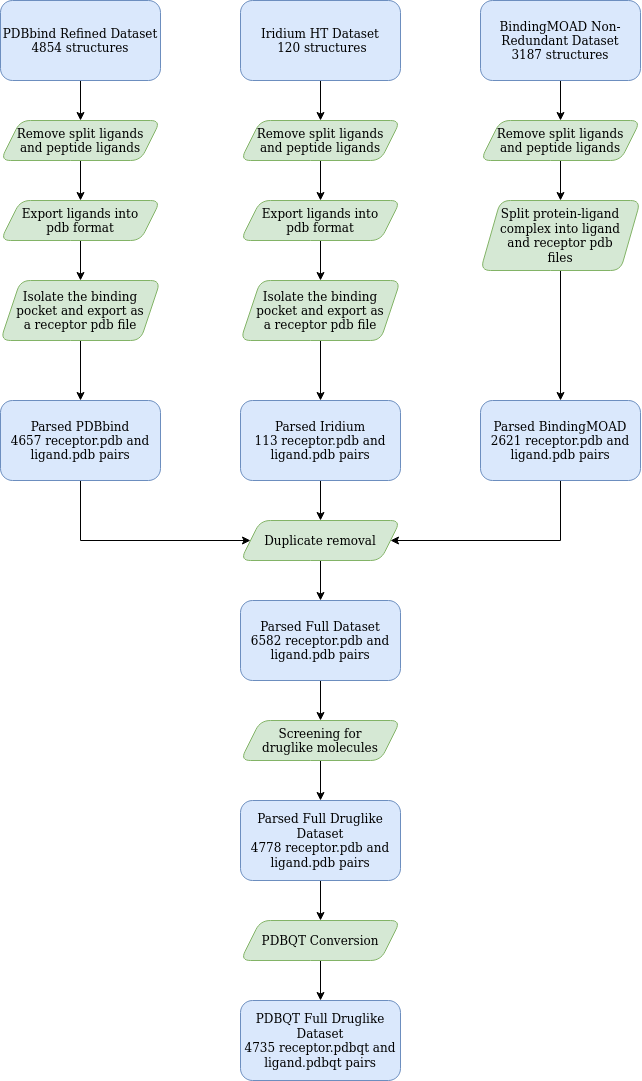 PDBbind Refined Dataset
4854 structures
Iridium HT Dataset
120 structures
BindingMOAD Non-
Redundant Dataset
3187 structures
Remove split ligands
and peptide ligands
Remove split ligands
and peptide ligands
Remove split ligands
and peptide ligands
Export ligands into
pdb format
Export ligands into
pdb format
Split protein-ligand
complex into ligand
and receptor pdb
files
Isolate the binding
pocket and export as
a receptor pdb file
Isolate the binding
pocket and export as
a receptor pdb file
Parsed PDBbind
4657 receptor.pdb and
ligand.pdb pairs
Parsed Iridium
113 receptor.pdb and
ligand.pdb pairs
Parsed BindingMOAD
2621 receptor.pdb and
ligand.pdb pairs
Duplicate removal
Parsed Full Dataset
6582 receptor.pdb and
ligand.pdb pairs
Screening for
druglike molecules
Parsed Full Druglike
Dataset
4778 receptor.pdb and
ligand.pdb pairs
PDBQT Conversion
PDBQT Full Druglike
Dataset
4735 receptor.pdbqt and
ligand.pdbqt pairs